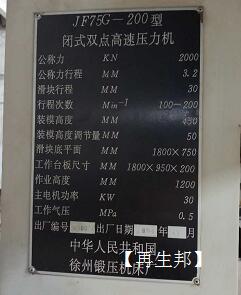 JF75G-200型
闭式双点高速压力机
公称力 KN 2000
公称力行程 MM 3.2
滑块行程 MM 30
行程次数 Min⁻¹ 100-200
装模高度 MM 450
装模高度调节量 MM 50
滑块底平面 MM 1800×750
工作台板尺寸 MM 1800×950×200
作业高度 MM 1200
主电机功率 KW 30
工作气压 MPa 0.5
出厂编号 出厂日期 年 月
中华人民共和国
徐州锻压机床厂
【再生邦】